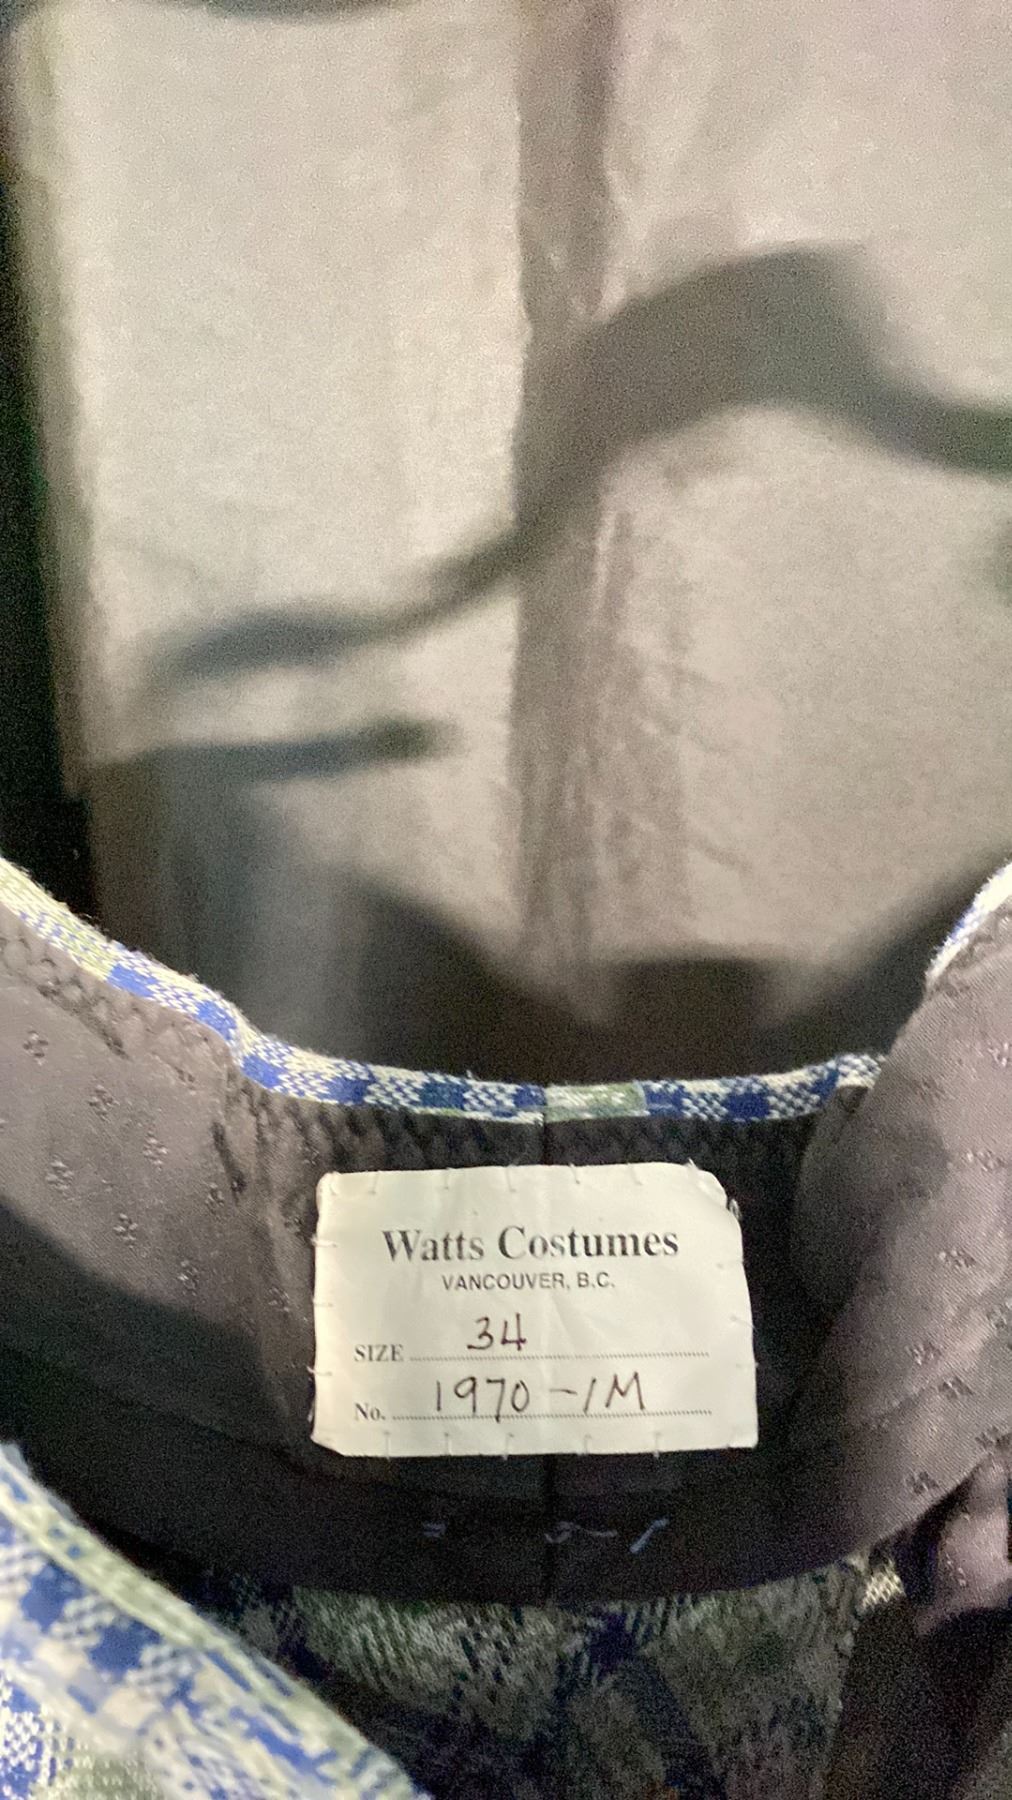 Watts Costumes
VANCOUVER, B.C.
SIZE 34
No. 1970-1M